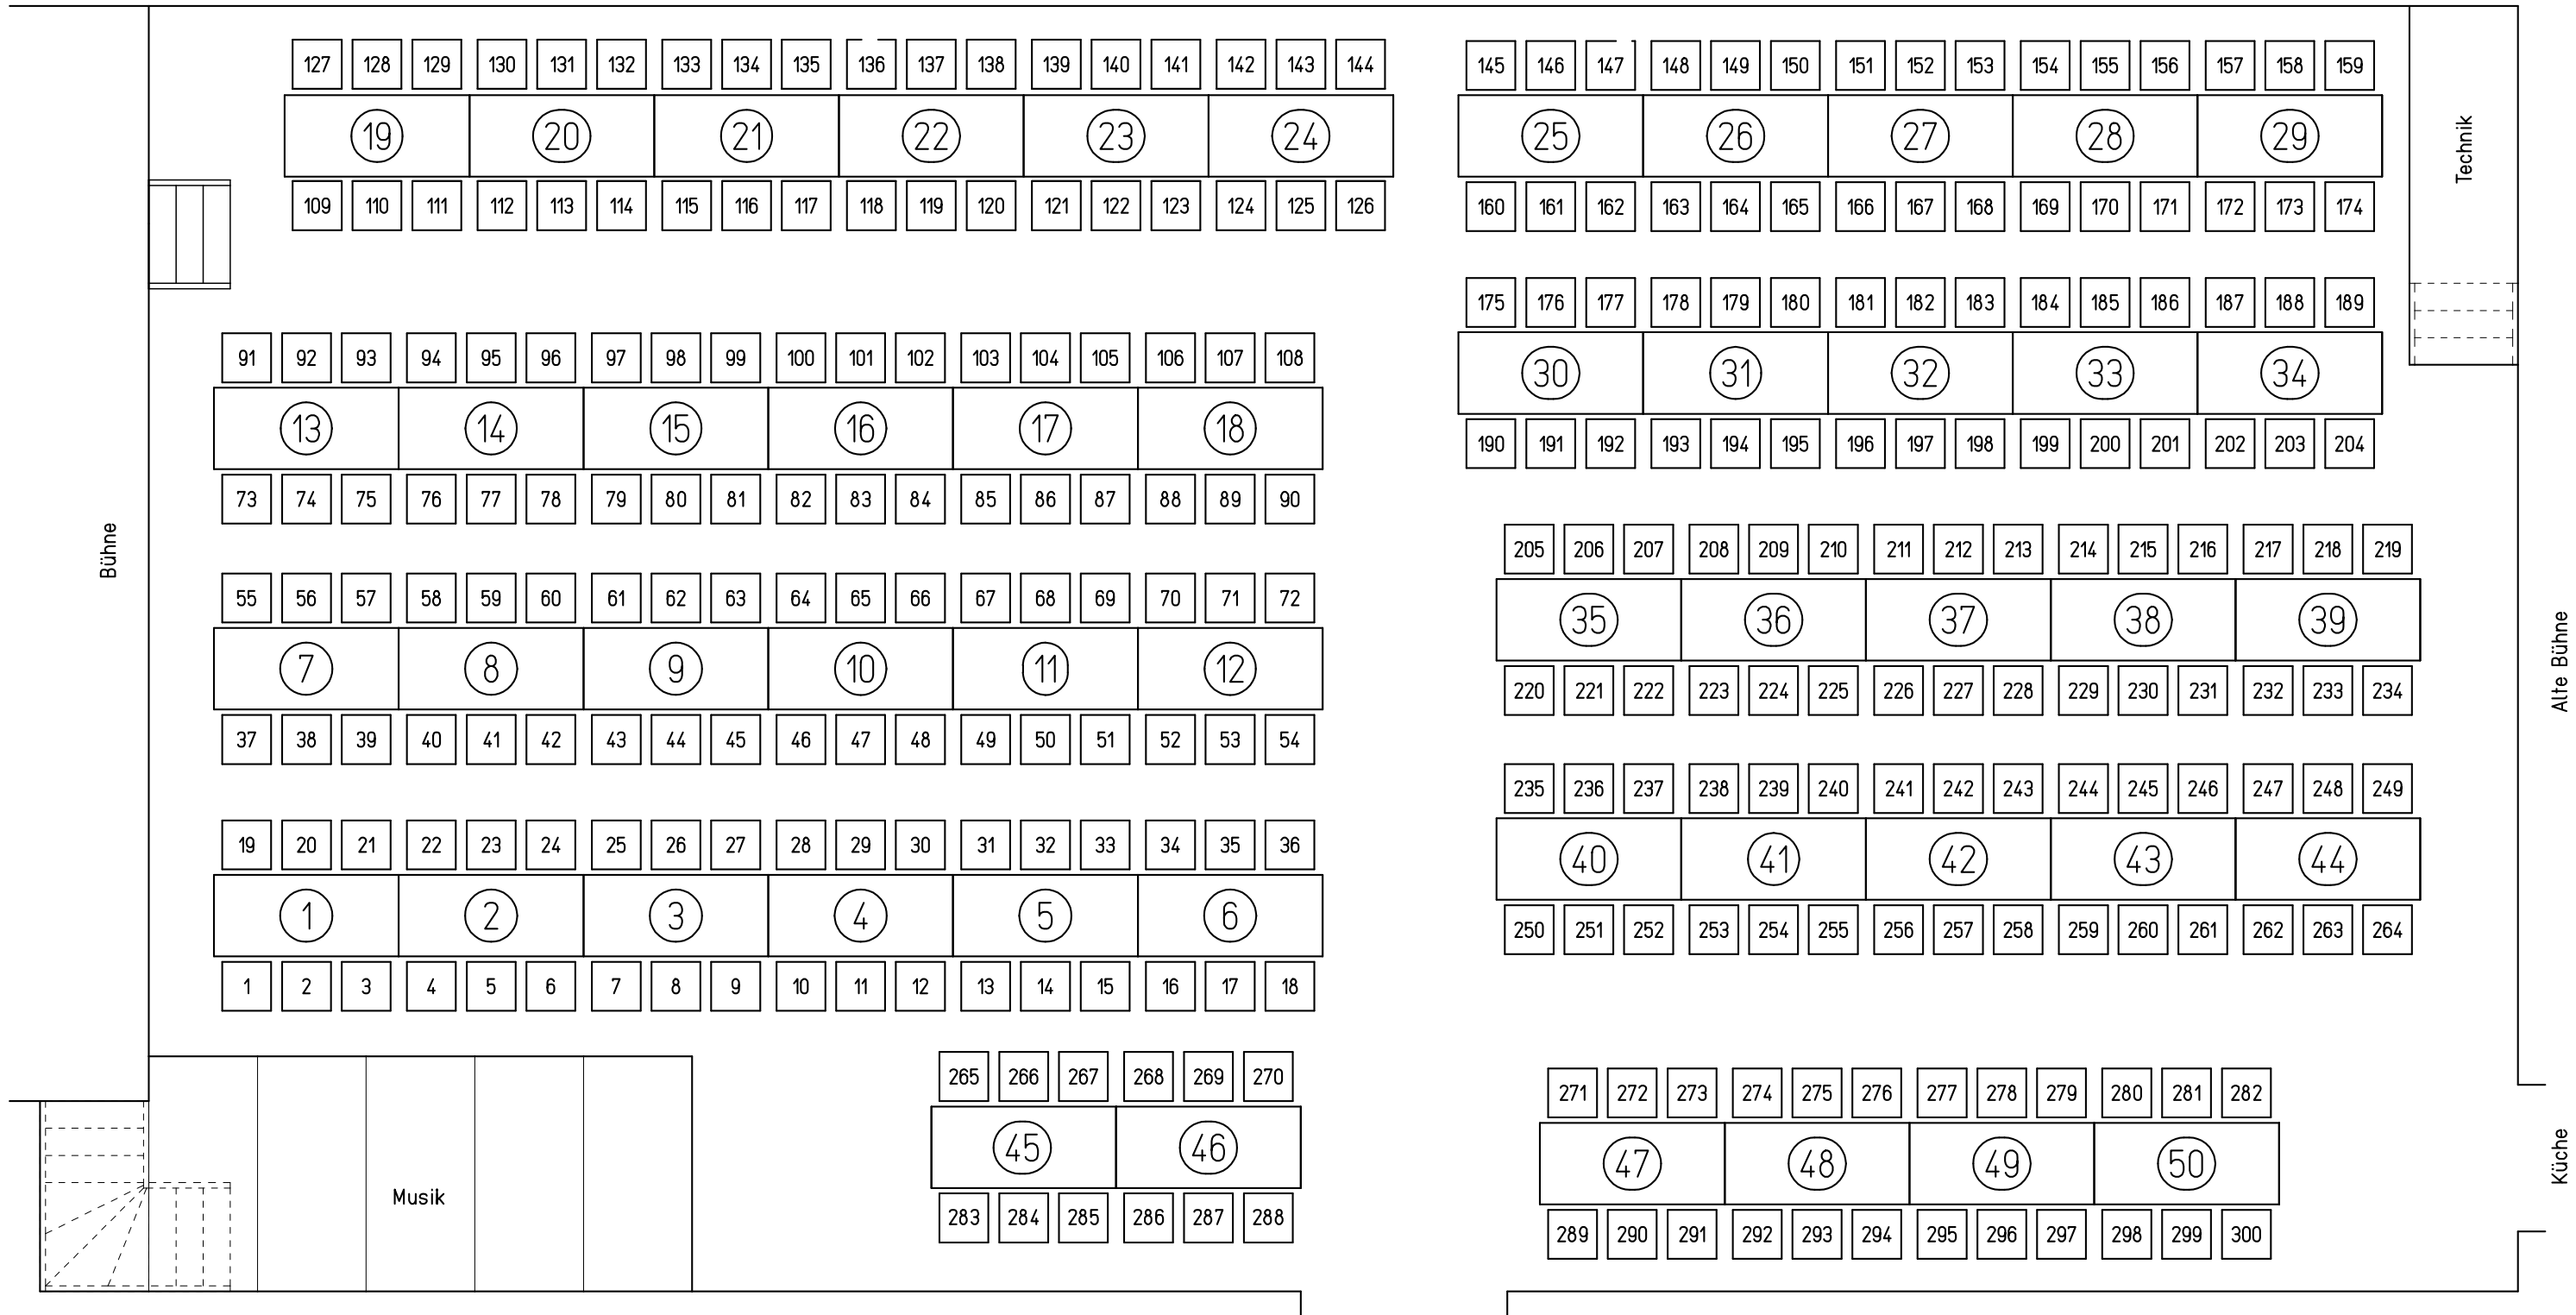 127 128 129 130 131 132 133 134 135 136 137 138 139 140 141 142 143 144
19 20 21 22 23 24
109 110 111 112 113 114 115 116 117 118 119 120 121 122 123 124 125 126
145 146 147 148 149 150 151 152 153 154 155 156 157 158 159
25 26 27 28 29
160 161 162 163 164 165 166 167 168 169 170 171 172 173 174
Technik
91 92 93 94 95 96 97 98 99 100 101 102 103 104 105 106 107 108
13 14 15 16 17 18
73 74 75 76 77 78 79 80 81 82 83 84 85 86 87 88 89 90
175 176 177 178 179 180 181 182 183 184 185 186 187 188 189
30 31 32 33 34
190 191 192 193 194 195 196 197 198 199 200 201 202 203 204
Bühne
55 56 57 58 59 60 61 62 63 64 65 66 67 68 69 70 71 72
7 8 9 10 11 12
37 38 39 40 41 42 43 44 45 46 47 48 49 50 51 52 53 54
205 206 207 208 209 210 211 212 213 214 215 216 217 218 219
35 36 37 38 39
220 221 222 223 224 225 226 227 228 229 230 231 232 233 234
Alte Bühne
19 20 21 22 23 24 25 26 27 28 29 30 31 32 33 34 35 36
1 2 3 4 5 6
1 2 3 4 5 6 7 8 9 10 11 12 13 14 15 16 17 18
235 236 237 238 239 240 241 242 243 244 245 246 247 248 249
40 41 42 43 44
250 251 252 253 254 255 256 257 258 259 260 261 262 263 264
Musik
265 266 267 268 269 270
45 46
283 284 285 286 287 288
271 272 273 274 275 276 277 278 279 280 281 282
47 48 49 50
289 290 291 292 293 294 295 296 297 298 299 300
Küche